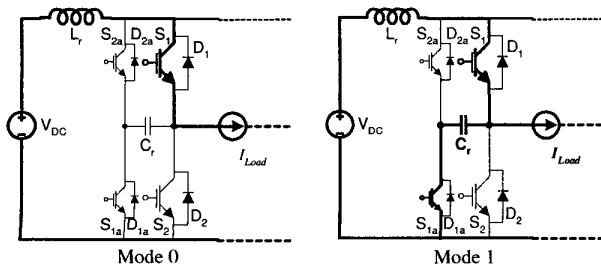 L_r S_2a D_2a S_1 D_1
V_DC
C_r
I_Load
S_1a D_1a S_2 D_2
Mode 0
L_r S_2a D_2a S_1 D_1
V_DC
C_r
I_Load
S_1a D_1a S_2 D_2
Mode 1